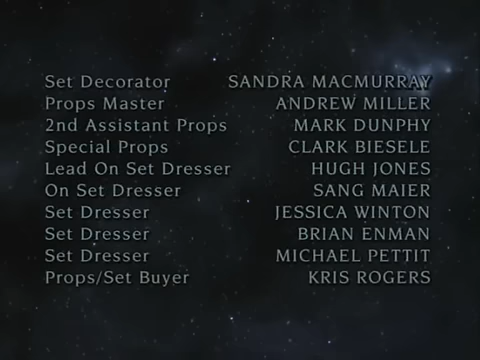 Set Decorator SANDRA MACMURRAY
Props Master ANDREW MILLER
2nd Assistant Props MARK DUNPHY
Special Props CLARK BIESELE
Lead On Set Dresser HUGH JONES
On Set Dresser SANG MAIER
Set Dresser JESSICA WINTON
Set Dresser BRIAN ENMAN
Set Dresser MICHAEL PETTIT
Props/Set Buyer KRIS ROGERS